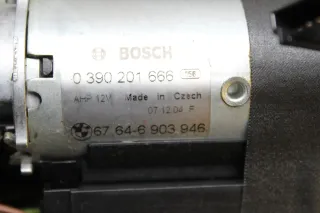 BOSCH
0 390 201 666
AHP 12V Made in Czech
07.12.04 F
67.64-6 903 946